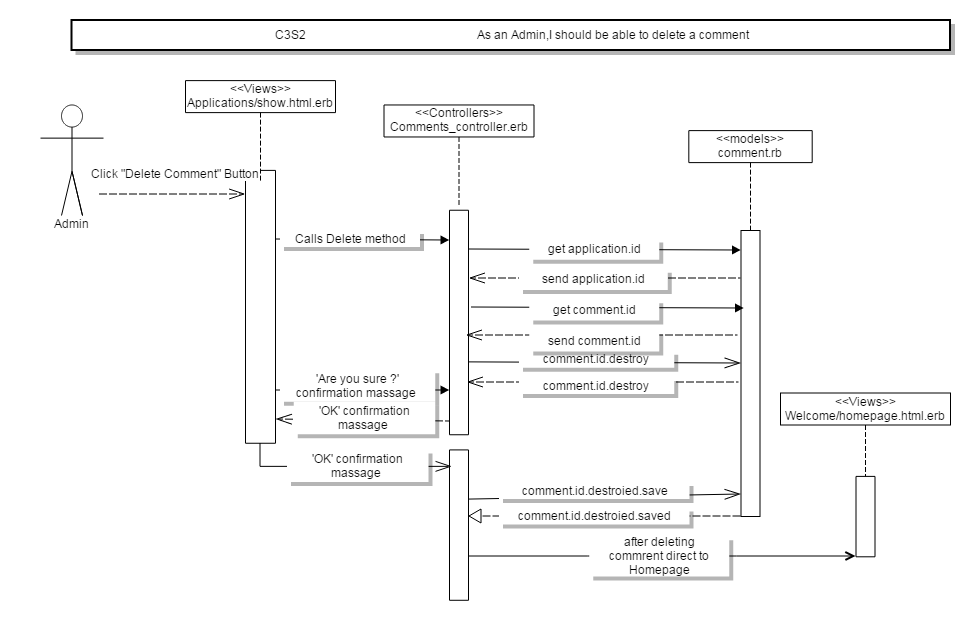 C3S2 As an Admin,I should be able to delete a comment
<<Views>>
Applications/show.html.erb
<<Controllers>>
Comments_controller.erb
<<models>>
comment.rb
Click "Delete Comment" Button
Admin
Calls Delete method
get application.id
send application.id
get comment.id
send comment.id
comment.id.destroy
'Are you sure ?'
confirmation massage
comment.id.destroy
'OK' confirmation
massage
<<Views>>
Welcome/homepage.html.erb
'OK' confirmation
massage
comment.id.destroied.save
comment.id.destroied.saved
after deleting
commrent direct to
Homepage